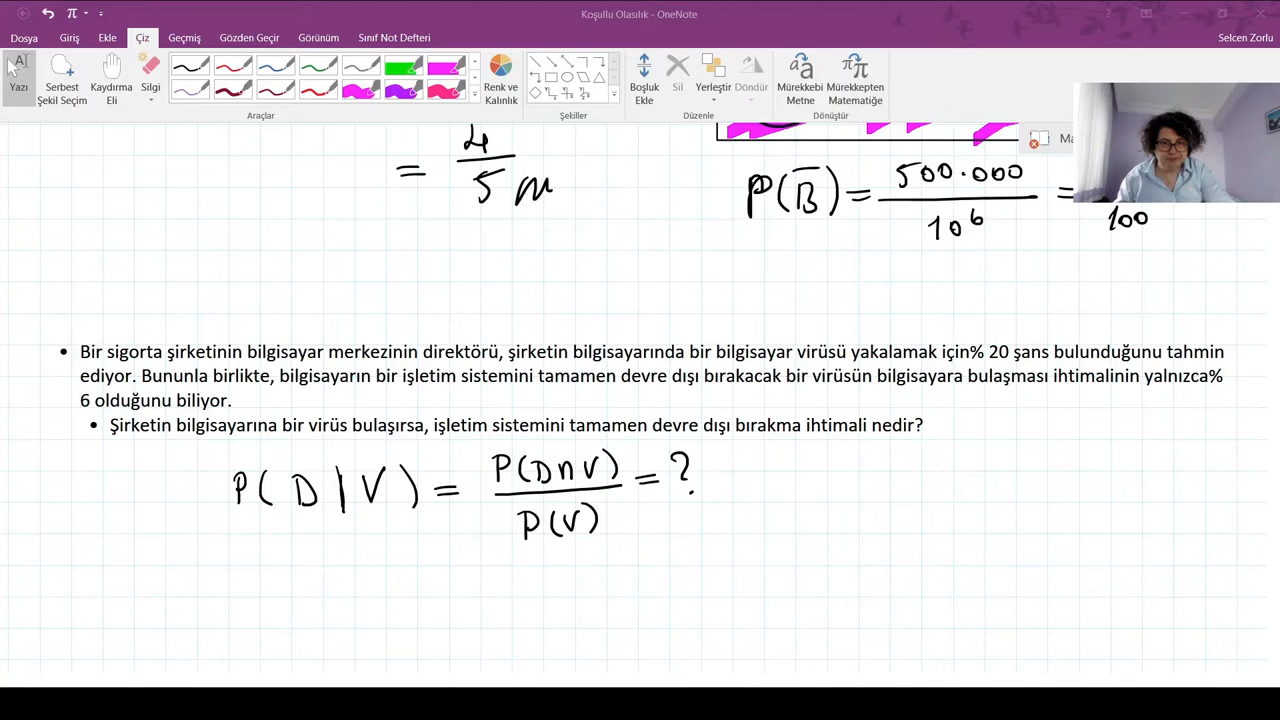 Koşullu Olasılık - OneNote
Dosya Giriş Ekle Çiz Geçmiş Gözden Geçir Görünüm Sınıf Not Defteri Selcen Zorlu
Yazı Serbest Şekil Seçim Kaydırma Eli Silgi Renk ve Kalınlık Boşluk Ekle Sil Yerleştir Döndür Mürekkebi Metne Mürekkepten Matematiğe
Araçlar Şekiller Düzenle Dönüştür
= 4/5
P(B̅) = 500.000/10⁶ =
100
• Bir sigorta şirketinin bilgisayar merkezinin direktörü, şirketin bilgisayarında bir bilgisayar virüsü yakalamak için% 20 şans bulunduğunu tahmin
ediyor. Bununla birlikte, bilgisayarın bir işletim sistemini tamamen devre dışı bırakacak bir virüsün bilgisayara bulaşması ihtimalinin yalnızca%
6 olduğunu biliyor.
• Şirketin bilgisayarına bir virüs bulaşırsa, işletim sistemini tamamen devre dışı bırakma ihtimali nedir?
P(D|V) = P(D∩V)/P(V) = ?